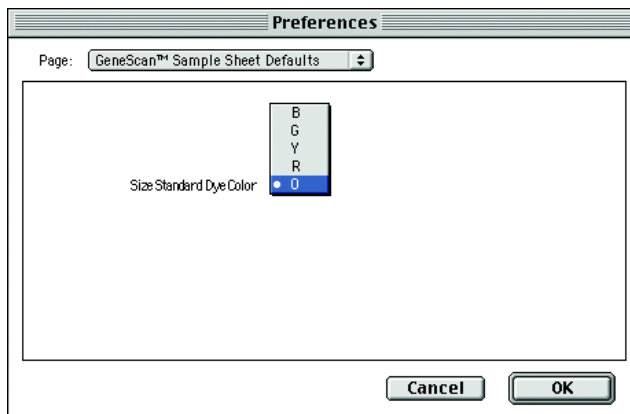 Preferences
Page: GeneScan™ Sample Sheet Defaults
B
G
Y
R
Size Standard Dye Color O
Cancel OK